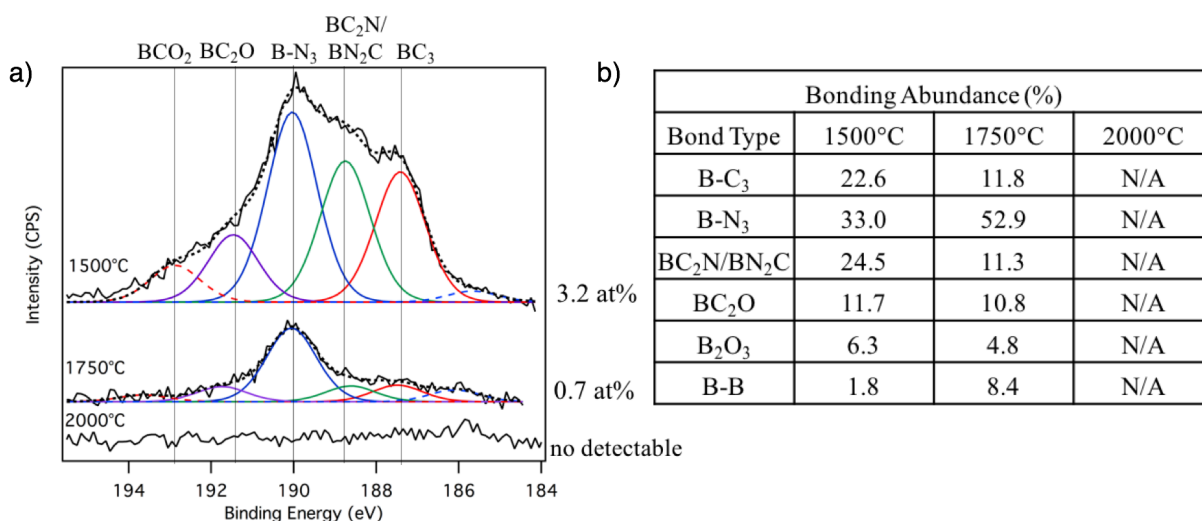 BC₂N/
BCO₂ BC₂O B-N₃ BN₂C BC₃
a)
Intensity (CPS)
1500°C
3.2 at%
1750°C
0.7 at%
2000°C
no detectable
194 192 190 188 186 184
Binding Energy (eV)
b)
Bonding Abundance (%)
Bond Type 1500°C 1750°C 2000°C
B-C₃ 22.6 11.8 N/A
B-N₃ 33.0 52.9 N/A
BC₂N/BN₂C 24.5 11.3 N/A
BC₂O 11.7 10.8 N/A
B₂O₃ 6.3 4.8 N/A
B-B 1.8 8.4 N/A